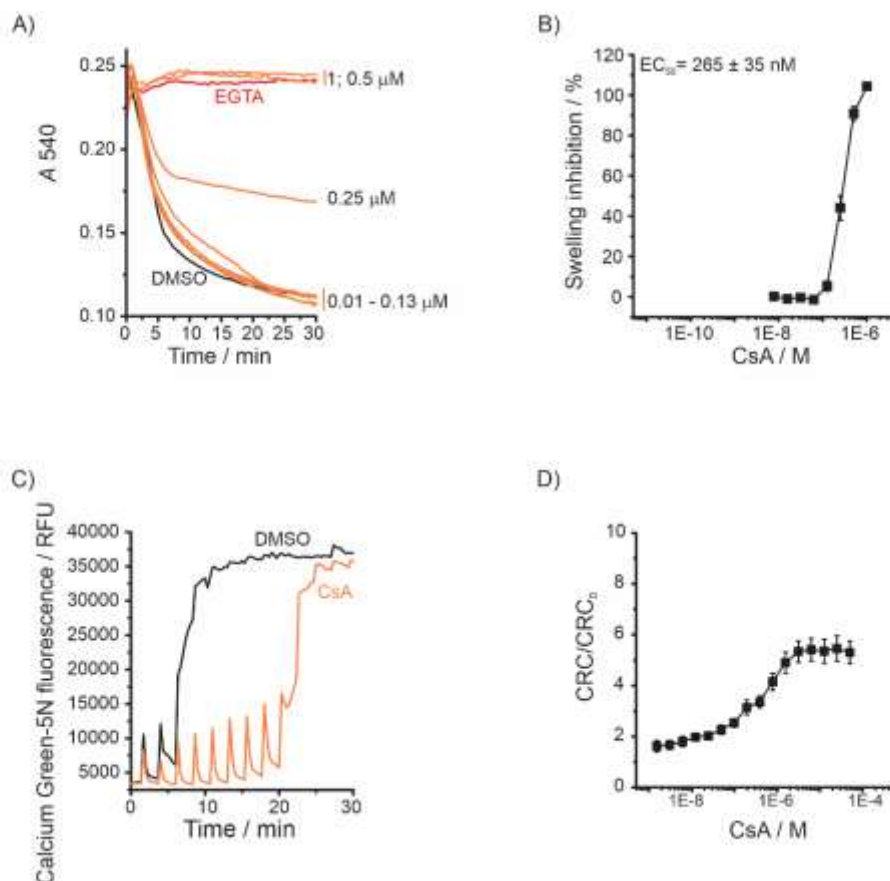 A)
0.25
0.20
0.15
0.10
A 540
0 5 10 15 20 25 30
Time / min
1; 0.5 µM
EGTA
0.25 µM
DMSO
0.01 - 0.13 µM
B)
EC₅₀= 265 ± 35 nM
120
100
80
60
40
20
0
Swelling inhibition / %
1E-10 1E-8 1E-6
CsA / M
C)
40000
35000
30000
25000
20000
15000
10000
5000
Calcium Green-5N fluorescence / RFU
DMSO
CsA
0 10 20 30
Time / min
D)
10
8
6
4
2
0
CRC/CRC₀
1E-8 1E-6 1E-4
CsA / M